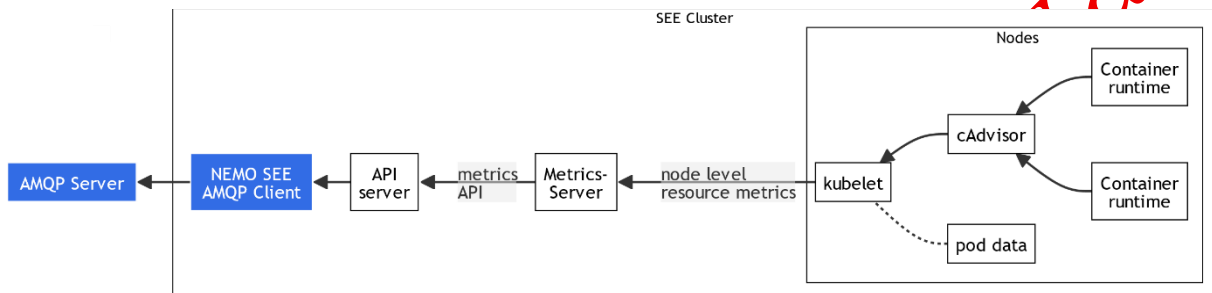 SEE Cluster
Nodes
Container
runtime
cAdvisor
AMQP Server
NEMO SEE
AMQP Client
API
server
metrics
API
Metrics-
Server
node level
resource metrics
kubelet
Container
runtime
pod data